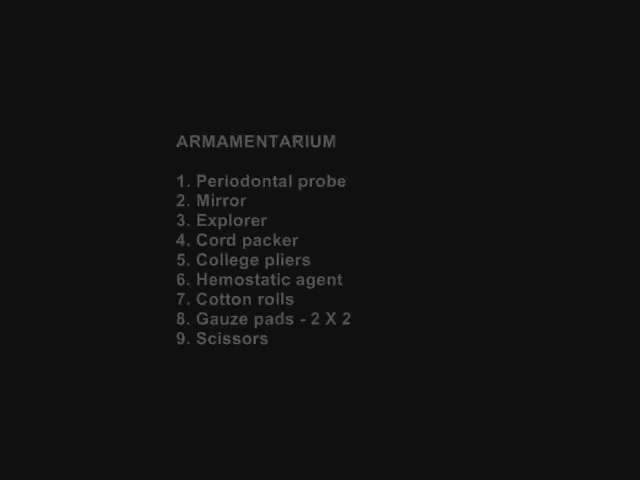 ARMAMENTARIUM
1. Periodontal probe
2. Mirror
3. Explorer
4. Cord packer
5. College pliers
6. Hemostatic agent
7. Cotton rolls
8. Gauze pads - 2 X 2
9. Scissors